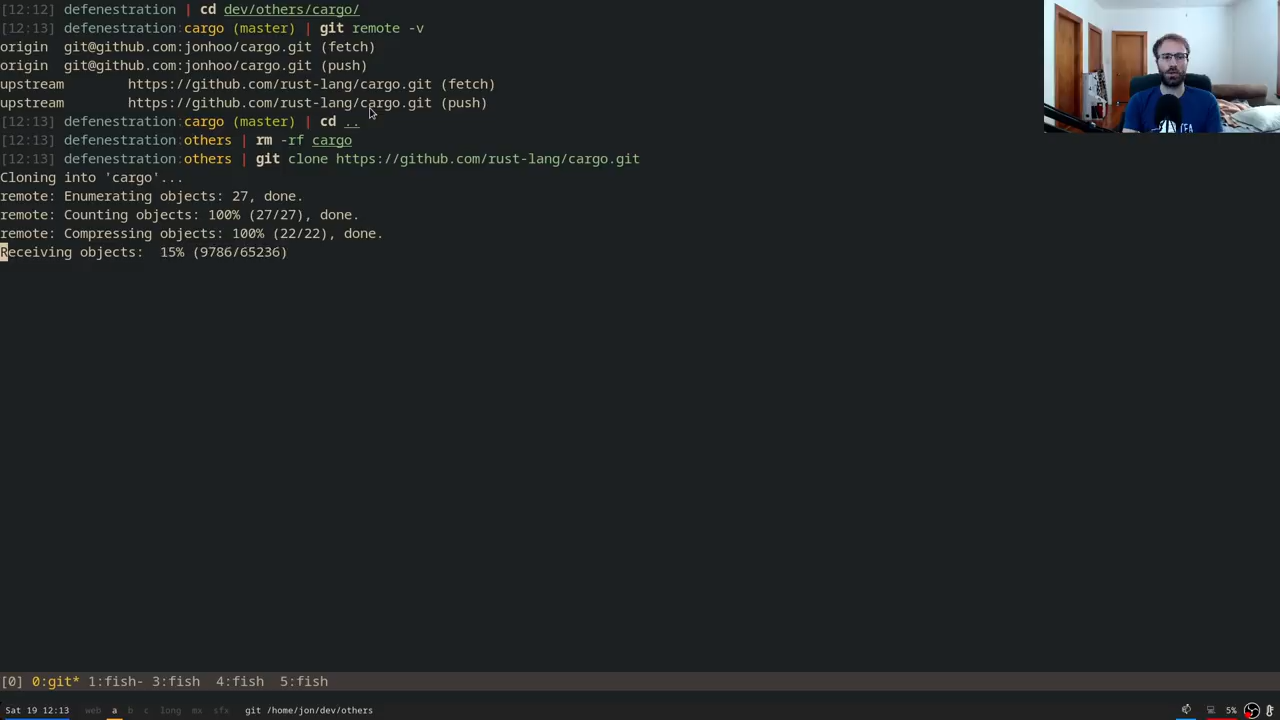 [12:12] defenestration | cd dev/others/cargo/
[12:13] defenestration:cargo (master) | git remote -v
origin  git@github.com:jonhoo/cargo.git (fetch)
origin  git@github.com:jonhoo/cargo.git (push)
upstream        https://github.com/rust-lang/cargo.git (fetch)
upstream        https://github.com/rust-lang/cargo.git (push)
[12:13] defenestration:cargo (master) | cd ..
[12:13] defenestration:others | rm -rf cargo
[12:13] defenestration:others | git clone https://github.com/rust-lang/cargo.git
Cloning into 'cargo'...
remote: Enumerating objects: 27, done.
remote: Counting objects: 100% (27/27), done.
remote: Compressing objects: 100% (22/22), done.
Receiving objects:  15% (9786/65236)
[0] 0:git* 1:fish- 3:fish  4:fish  5:fish
Sat 19 12:13 web a b c long mx sfx git /home/jon/dev/others 5%